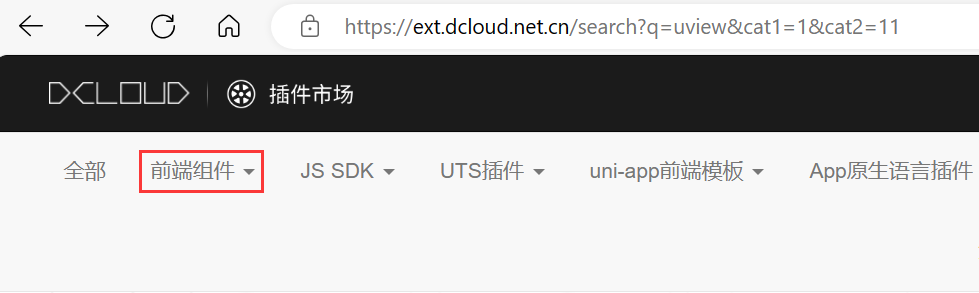 https://ext.dcloud.net.cn/search?q=uview&cat1=1&cat2=11
DCLOUD 插件市场
全部 前端组件 JS SDK UTS插件 uni-app前端模板 App原生语言插件